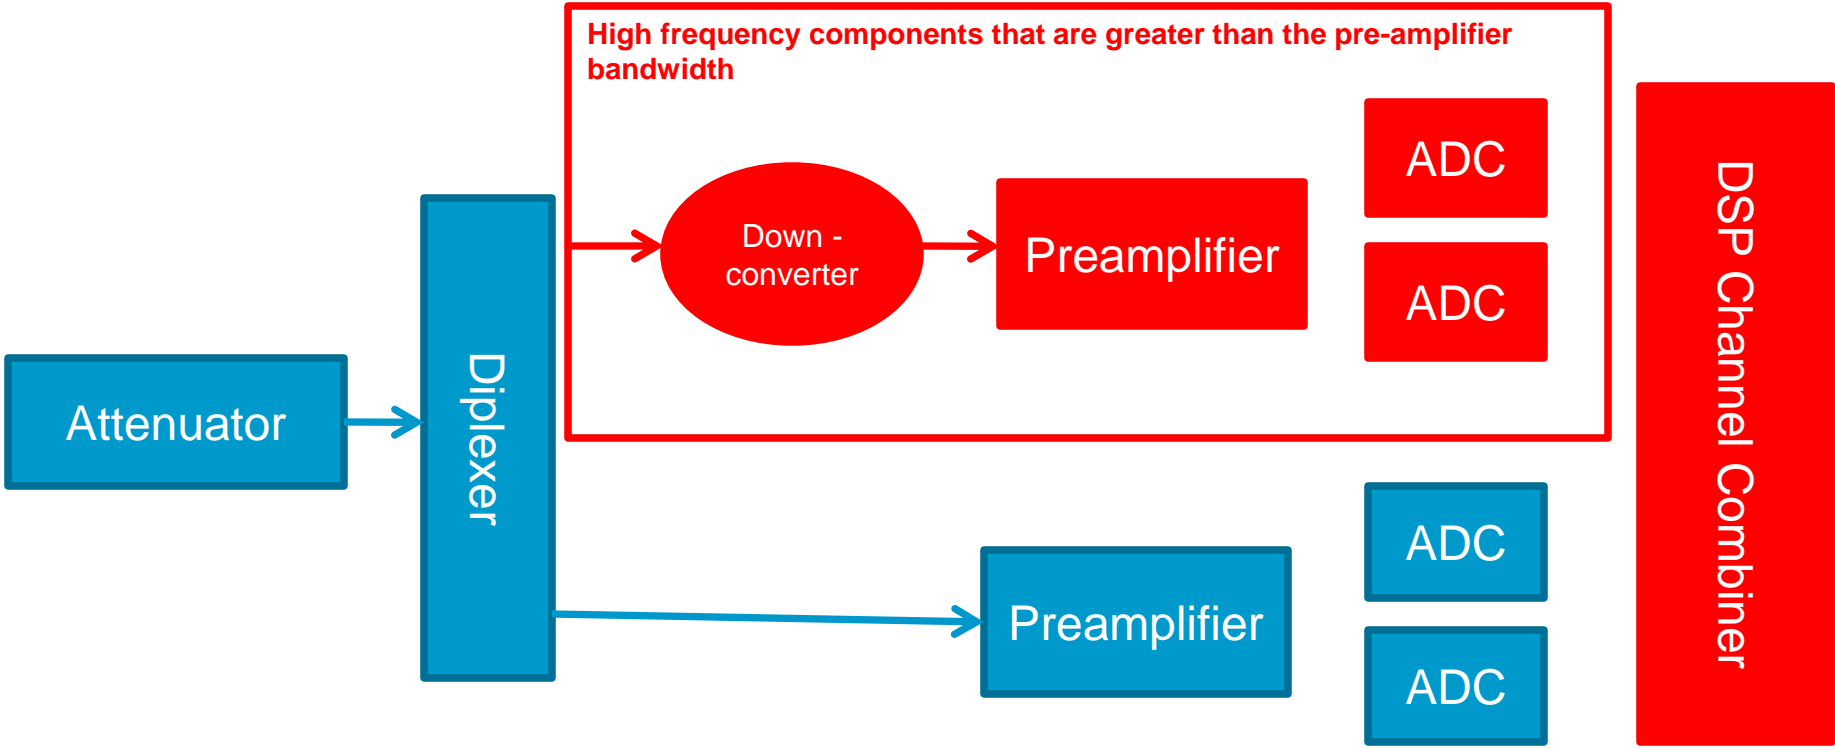 High frequency components that are greater than the pre-amplifier
bandwidth
ADC
Down -
converter
Preamplifier
ADC
DSP Channel Combiner
Attenuator
Diplexer
ADC
Preamplifier
ADC